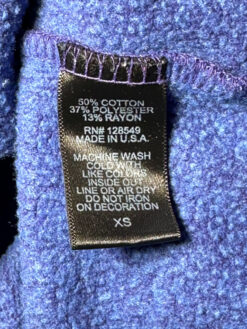 50% COTTON
37% POLYESTER
13% RAYON
RN# 128549
MADE IN U.S.A.
MACHINE WASH
COLD WITH
LIKE COLORS
INSIDE OUT
LINE OR AIR DRY
DO NOT IRON
ON DECORATION
XS